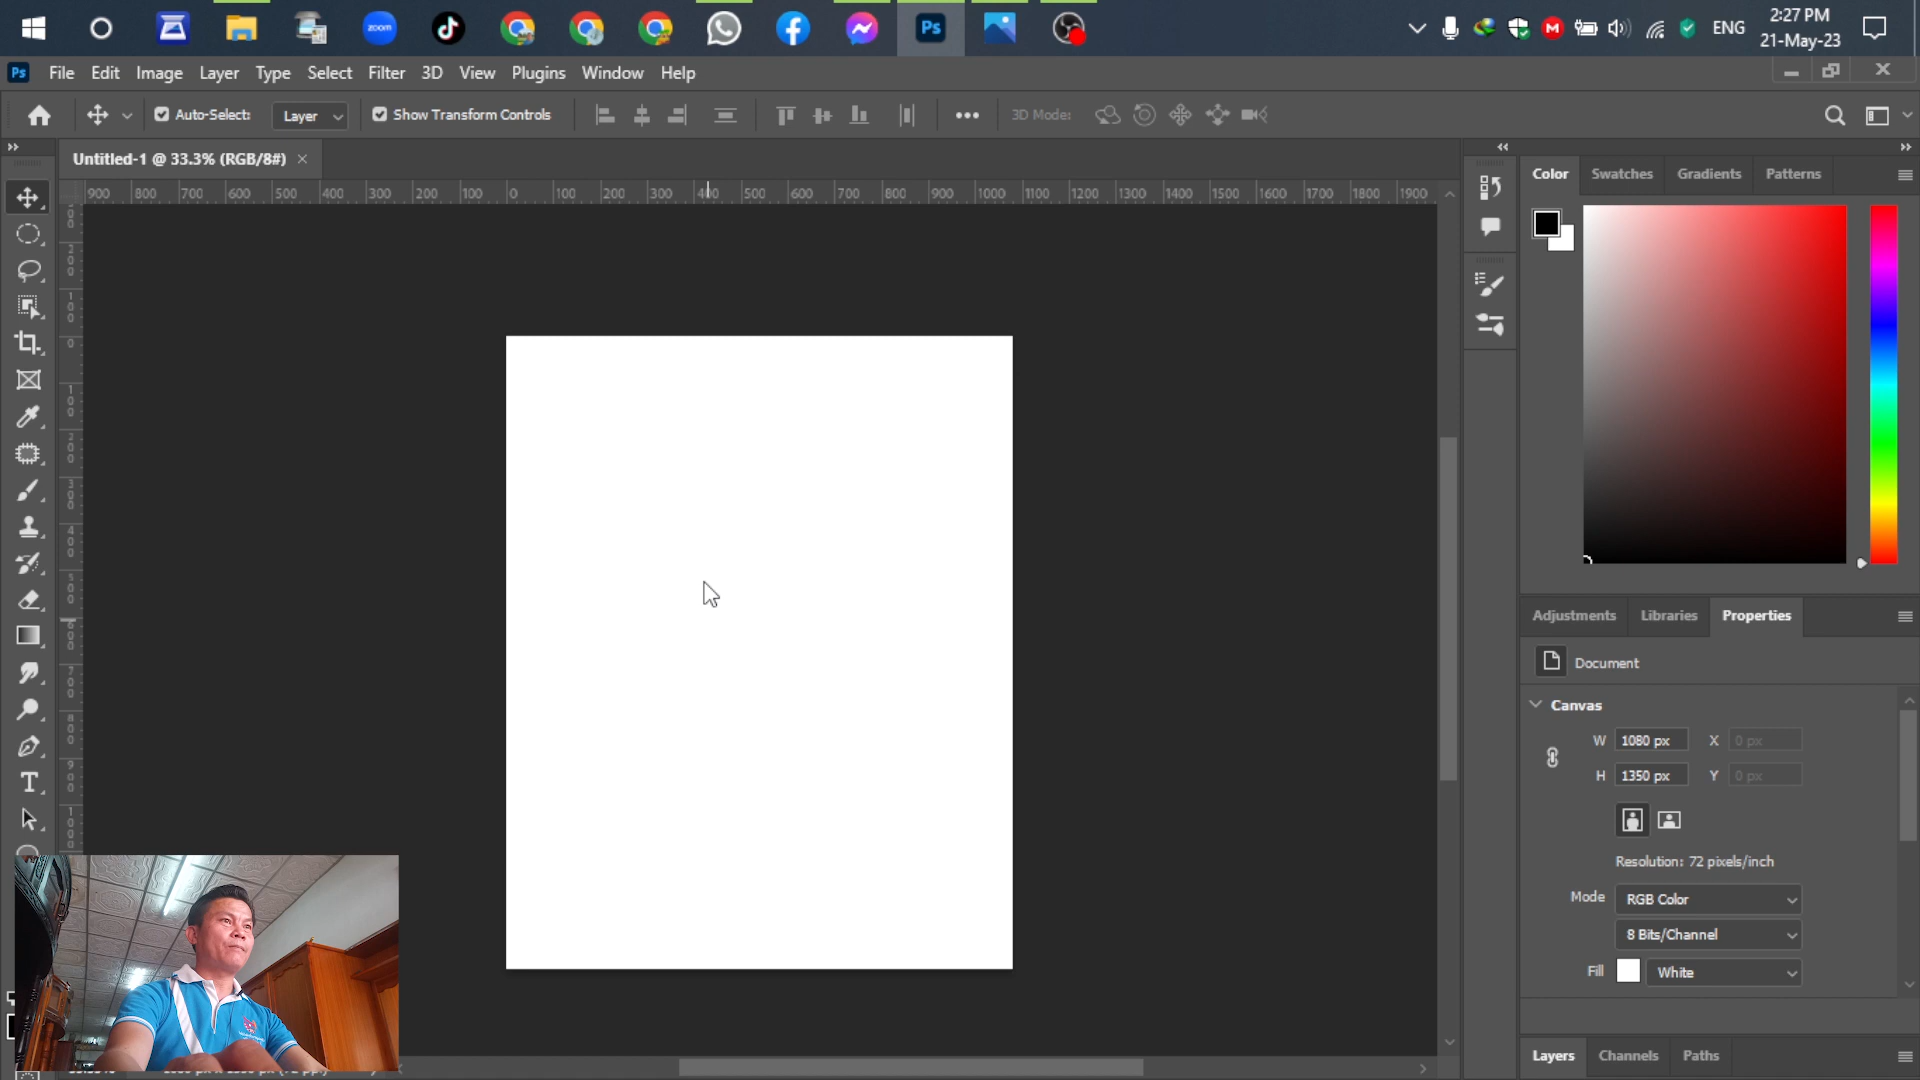 zoom
Ps
ENG
2:27 PM
21-May-23
Ps File Edit Image Layer Type Select Filter 3D View Plugins Window Help
Auto-Select: Layer Show Transform Controls 3D Mode:
Untitled-1 @ 33.3% (RGB/8#)
900 800 700 600 500 400 300 200 100 0 100 200 300 400 500 600 700 800 900 1000 1100 1200 1300 1400 1500 1600 1700 1800 1900
Color Swatches Gradients Patterns
Adjustments Libraries Properties
Document
Canvas
W 1080 px X 0 px
H 1350 px Y 0 px
Resolution: 72 pixels/inch
Mode RGB Color
8 Bits/Channel
Fill White
Layers Channels Paths